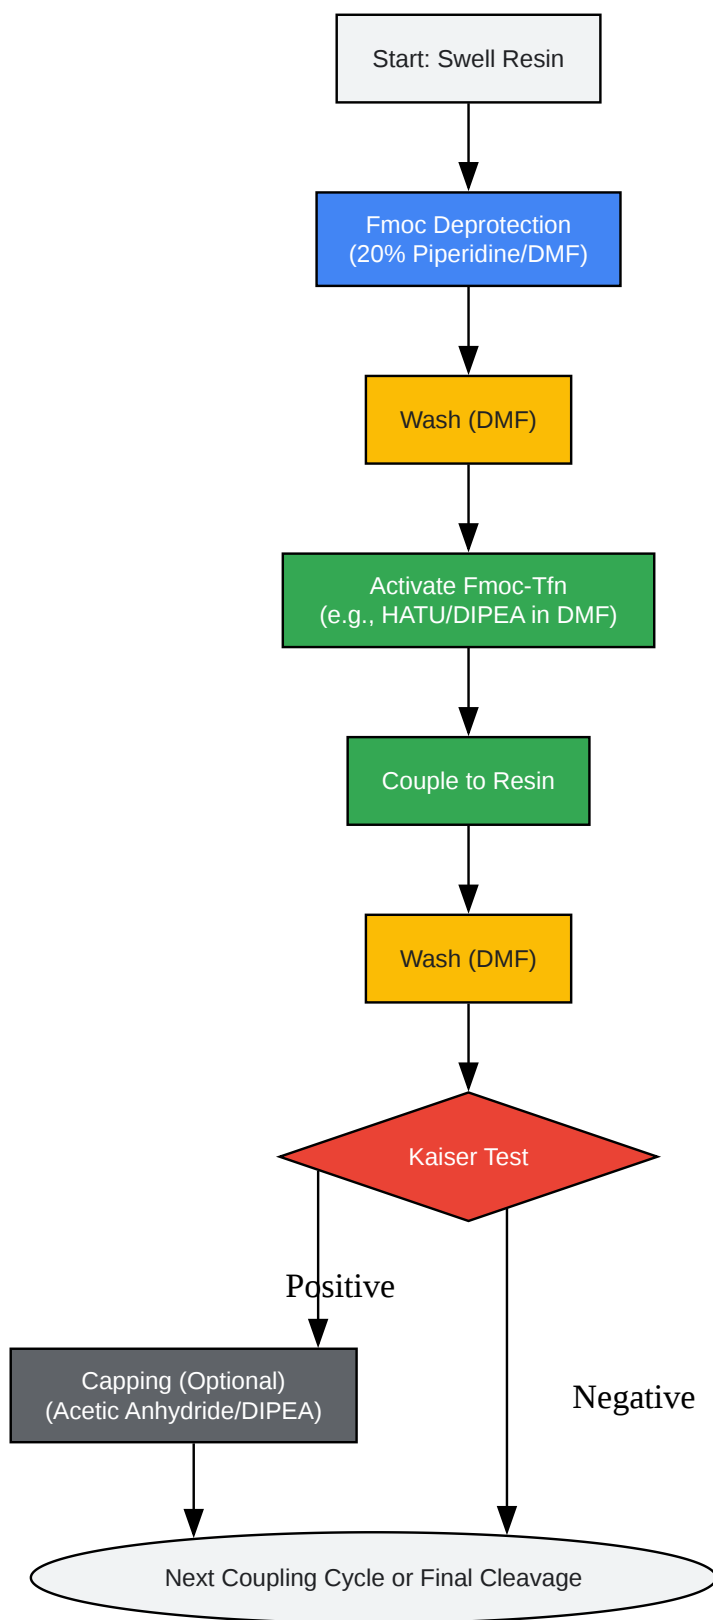 Start: Swell Resin
Fmoc Deprotection
(20% Piperidine/DMF)
Wash (DMF)
Activate Fmoc-Tfn
(e.g., HATU/DIPEA in DMF)
Couple to Resin
Wash (DMF)
Kaiser Test
Positive
Capping (Optional)
(Acetic Anhydride/DIPEA)
Negative
Next Coupling Cycle or Final Cleavage